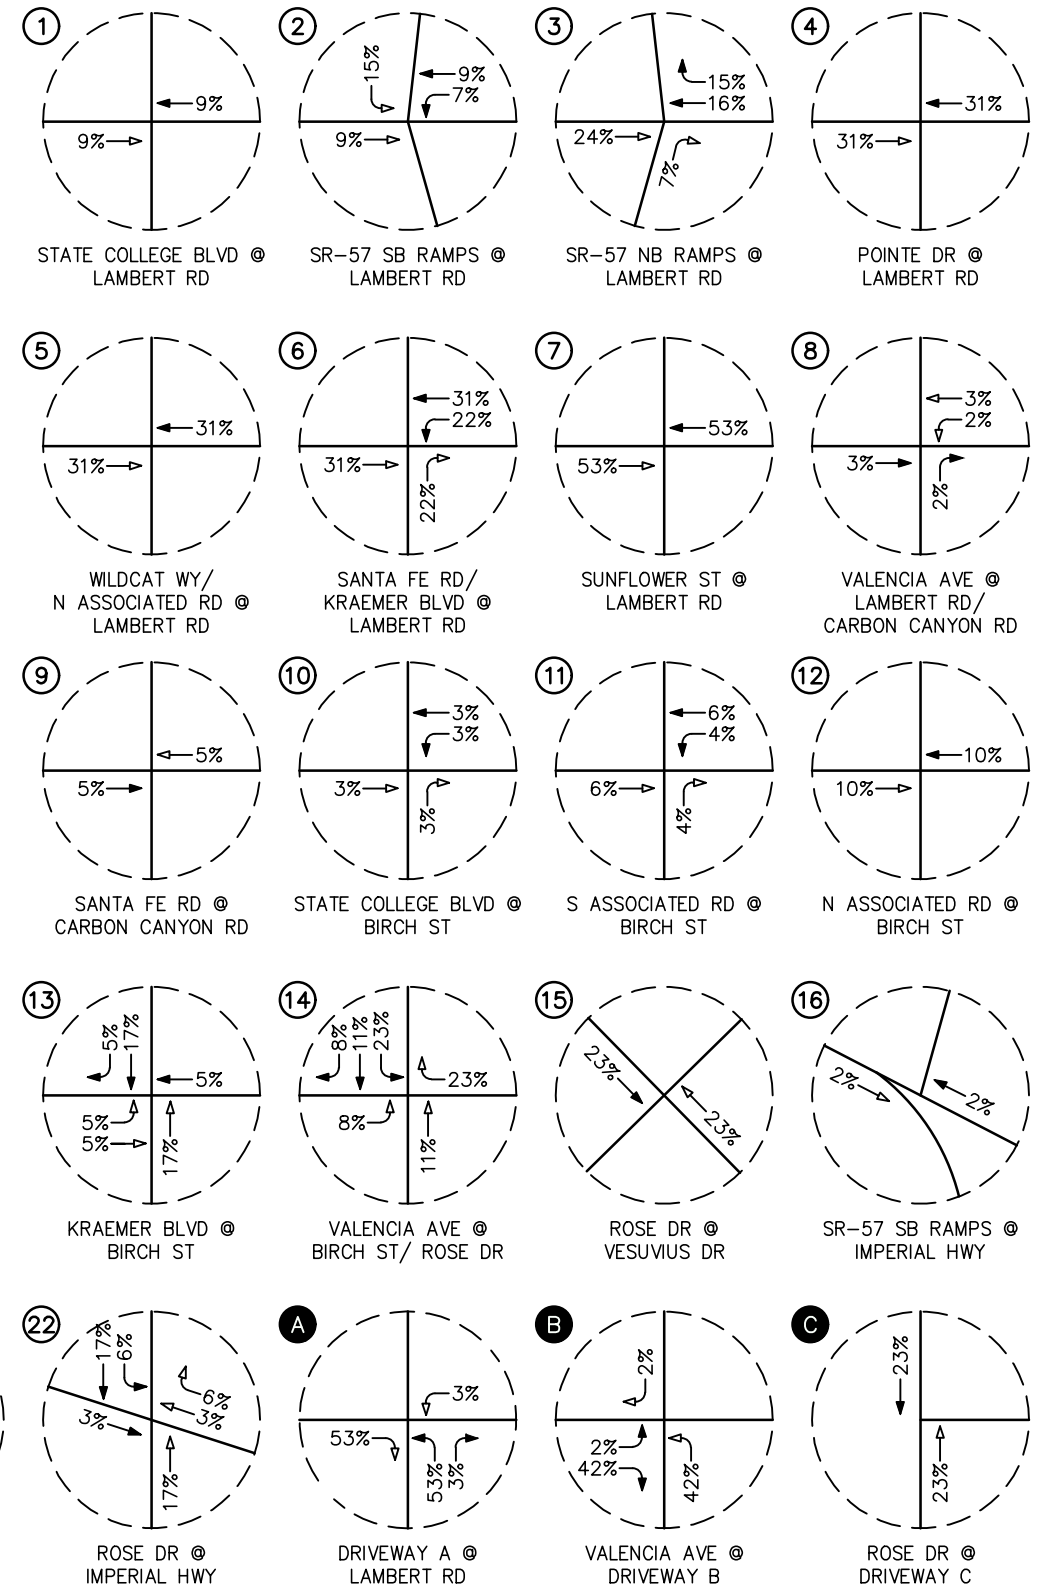 1
9%
9%
STATE COLLEGE BLVD @
LAMBERT RD
2
15%
9%
7%
9%
SR-57 SB RAMPS @
LAMBERT RD
3
15%
16%
24%
7%
SR-57 NB RAMPS @
LAMBERT RD
4
31%
31%
POINTE DR @
LAMBERT RD
5
31%
31%
WILDCAT WY/
N ASSOCIATED RD @
LAMBERT RD
6
31%
22%
31%
22%
SANTA FE RD/
KRAEMER BLVD @
LAMBERT RD
7
53%
53%
SUNFLOWER ST @
LAMBERT RD
8
3%
2%
3%
2%
VALENCIA AVE @
LAMBERT RD/
CARBON CANYON RD
9
5%
5%
SANTA FE RD @
CARBON CANYON RD
10
3%
3%
3%
3%
STATE COLLEGE BLVD @
BIRCH ST
11
6%
4%
6%
4%
S ASSOCIATED RD @
BIRCH ST
12
10%
10%
N ASSOCIATED RD @
BIRCH ST
13
5%
17%
5%
5%
5%
17%
KRAEMER BLVD @
BIRCH ST
14
8%
11%
23%
23%
8%
11%
VALENCIA AVE @
BIRCH ST/ ROSE DR
15
23%
23%
ROSE DR @
VESUVIUS DR
16
2%
2%
SR-57 SB RAMPS @
IMPERIAL HWY
22
17%
6%
6%
3%
3%
17%
ROSE DR @
IMPERIAL HWY
A
3%
53%
53%
3%
DRIVEWAY A @
LAMBERT RD
B
2%
2%
42%
42%
VALENCIA AVE @
DRIVEWAY B
C
23%
23%
ROSE DR @
DRIVEWAY C